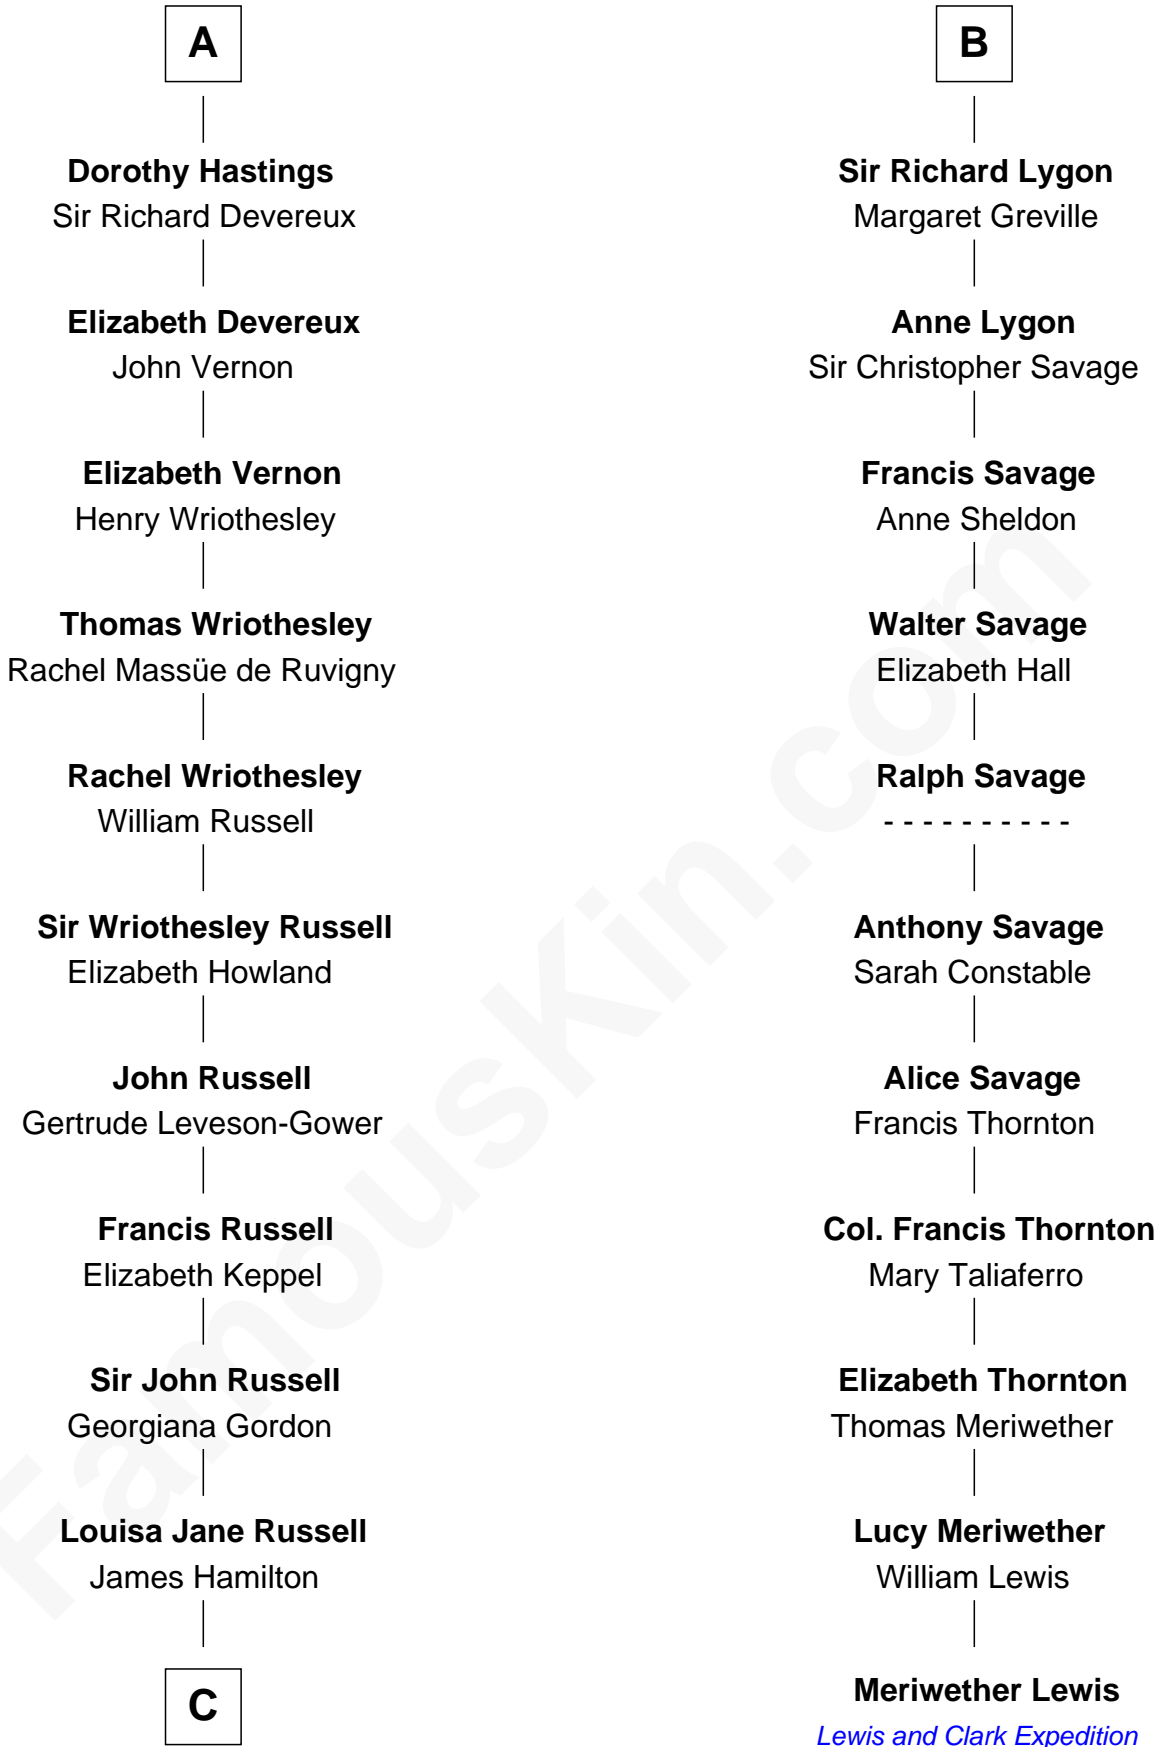 A
Dorothy Hastings
Sir Richard Devereux
Elizabeth Devereux
John Vernon
Elizabeth Vernon
Henry Wriothesley
Thomas Wriothesley
Rachel Massüe de Ruvigny
Rachel Wriothesley
William Russell
Sir Wriothesley Russell
Elizabeth Howland
John Russell
Gertrude Leveson-Gower
Francis Russell
Elizabeth Keppel
Sir John Russell
Georgiana Gordon
Louisa Jane Russell
James Hamilton
C
B
Sir Richard Lygon
Margaret Greville
Anne Lygon
Sir Christopher Savage
Francis Savage
Anne Sheldon
Walter Savage
Elizabeth Hall
Ralph Savage
- - - - - - - - - -
Anthony Savage
Sarah Constable
Alice Savage
Francis Thornton
Col. Francis Thornton
Mary Taliaferro
Elizabeth Thornton
Thomas Meriwether
Lucy Meriwether
William Lewis
Meriwether Lewis
Lewis and Clark Expedition
FamousKin.com